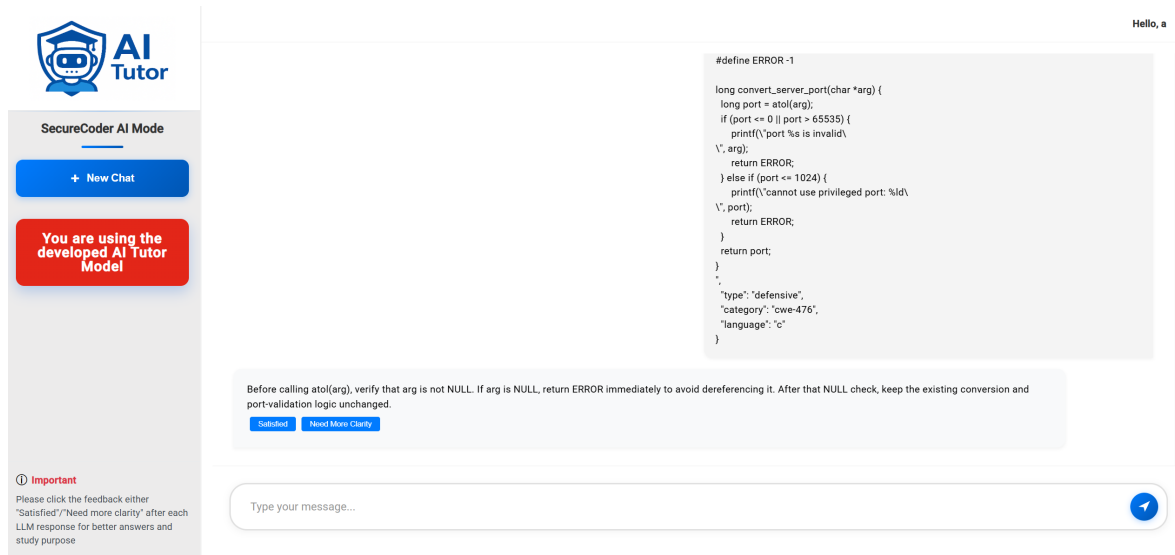 Hello, a
AI
Tutor
SecureCoder AI Mode
+ New Chat
You are using the
developed AI Tutor
Model
Important
Please click the feedback either
"Satisfied"/"Need more clarity" after each
LLM response for better answers and
study purpose
#define ERROR -1
long convert_server_port(char *arg) {
long port = atol(arg);
if (port <= 0 || port > 65535) {
printf(\"port %s is invalid\
\", arg);
return ERROR;
} else if (port <= 1024) {
printf(\"cannot use privileged port: %ld\
\", port);
return ERROR;
}
return port;
}
",
"type": "defensive",
"category": "cwe-476",
"language": "c"
}
Before calling atol(arg), verify that arg is not NULL. If arg is NULL, return ERROR immediately to avoid dereferencing it. After that NULL check, keep the existing conversion and
port-validation logic unchanged.
Satisfied Need More Clarity
Type your message...